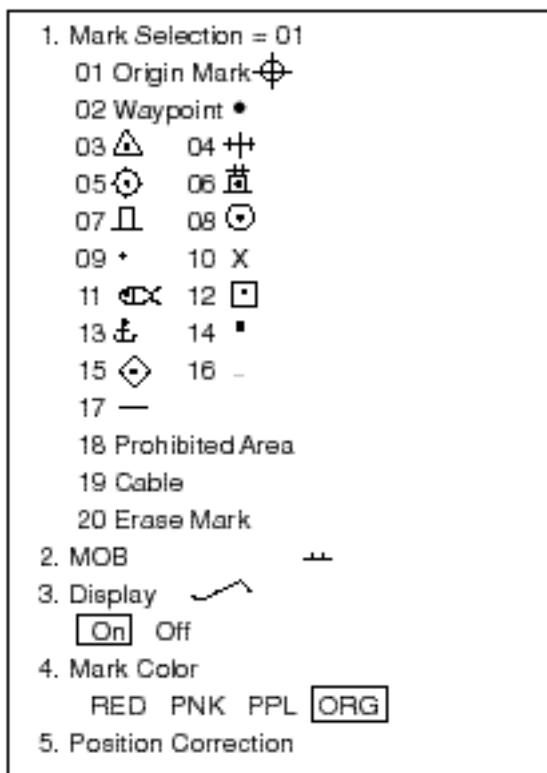 1. Mark Selection = 01
01 Origin Mark
02 Waypoint
03 04
05 06
07 08
09 10 X
11 12
13 14
15 16
17
18 Prohibited Area
19 Cable
20 Erase Mark
2. MOB
3. Display
On Off
4. Mark Color
RED PNK PPL ORG
5. Position Correction